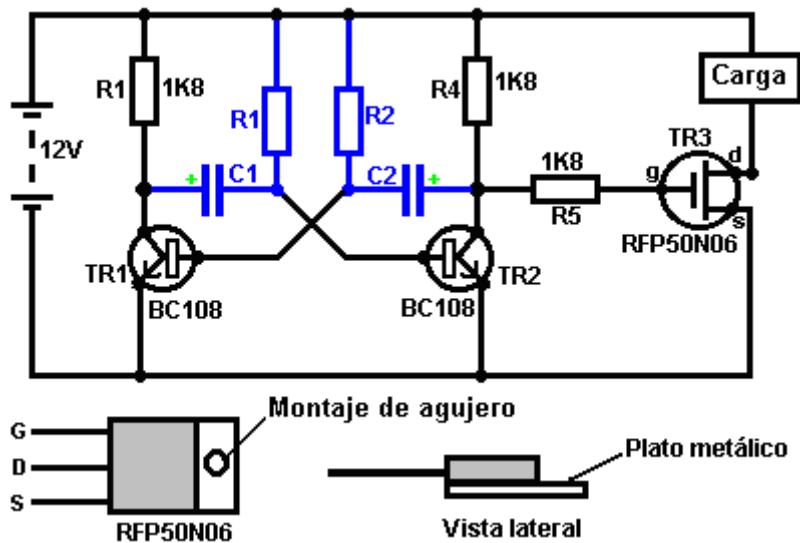 R1
1K8
R1
R2
R4
1K8
Carga
12V
+
C1
C2
+
1K8
R5
TR3
g
d
s
RFP50N06
TR1
BC108
BC108
TR2
Montaje de agujero
G
D
S
RFP50N06
Plato metálico
Vista lateral